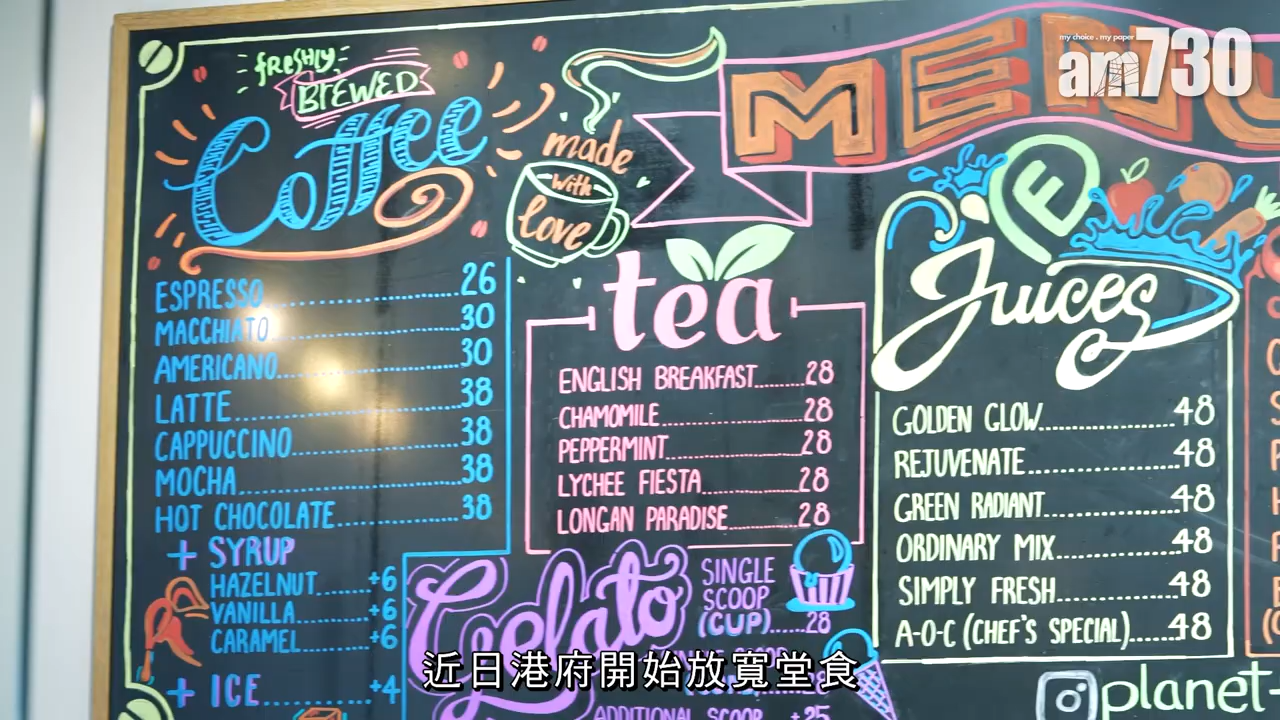 my choice . my paper
am730
MENU
FRESHLY
BREWED
Coffee
made
with
love
ESPRESSO 26
MACCHIATO 30
AMERICANO 30
LATTE 38
CAPPUCCINO 38
MOCHA 38
HOT CHOCOLATE 38
+ SYRUP
HAZELNUT +6
VANILLA +6
CARAMEL +6
+ ICE +4
tea
ENGLISH BREAKFAST 28
CHAMOMILE 28
PEPPERMINT 28
LYCHEE FIESTA 28
LONGAN PARADISE 28
Gelato
SINGLE
SCOOP
(CUP) 28
ADDITIONAL SCOOP +25
Juices
GOLDEN GLOW 48
REJUVENATE 48
GREEN RADIANT 48
ORDINARY MIX 48
SIMPLY FRESH 48
A-O-C (CHEF'S SPECIAL) 48
planet-
近日港府開始放寬堂食